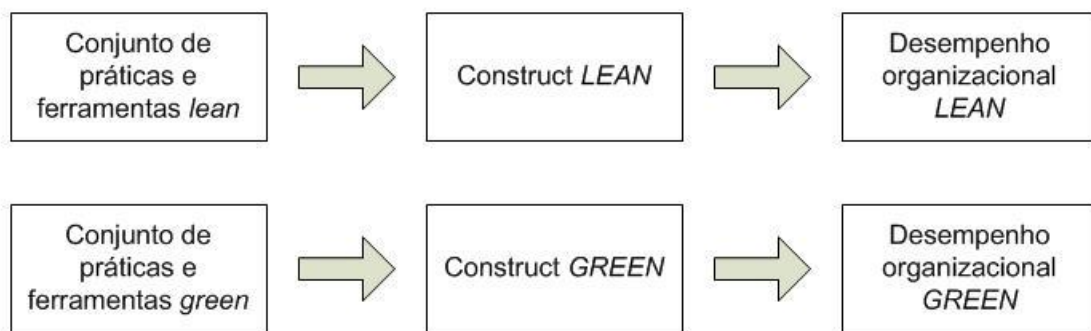 Conjunto de
práticas e
ferramentas lean
Construct LEAN
Desempenho
organizacional
LEAN
Conjunto de
práticas e
ferramentas green
Construct GREEN
Desempenho
organizacional
GREEN